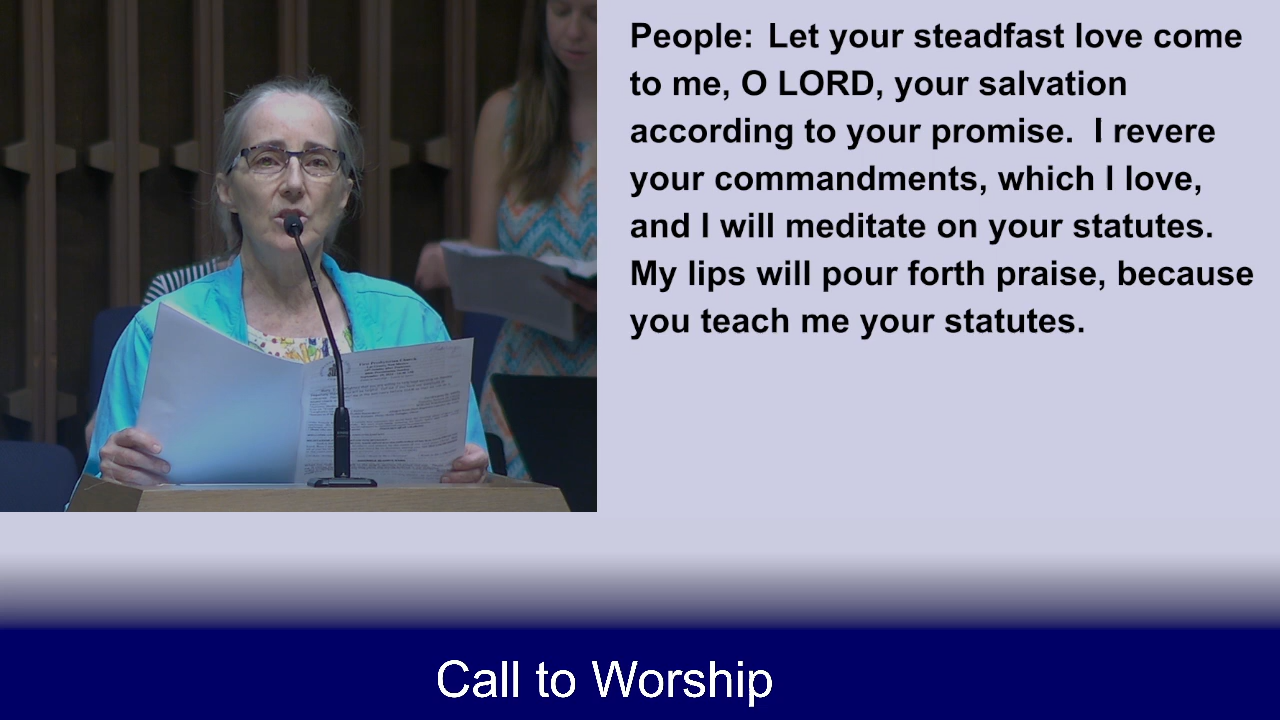 People: Let your steadfast love come
to me, O LORD, your salvation
according to your promise. I revere
your commandments, which I love,
and I will meditate on your statutes.
My lips will pour forth praise, because
you teach me your statutes.
Call to Worship